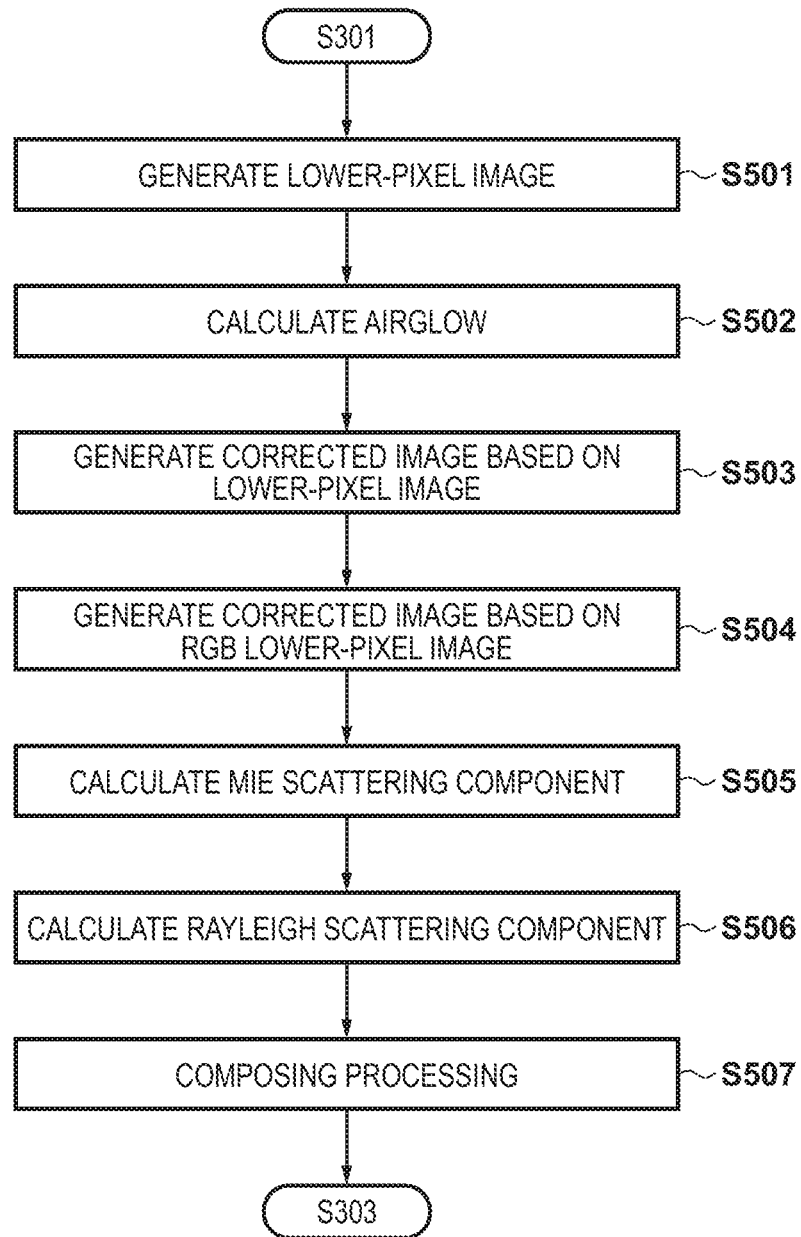 S301
GENERATE LOWER-PIXEL IMAGE
S501
CALCULATE AIRGLOW
S502
GENERATE CORRECTED IMAGE BASED ON
LOWER-PIXEL IMAGE
S503
GENERATE CORRECTED IMAGE BASED ON
RGB LOWER-PIXEL IMAGE
S504
CALCULATE MIE SCATTERING COMPONENT
S505
CALCULATE RAYLEIGH SCATTERING COMPONENT
S506
COMPOSING PROCESSING
S507
S303